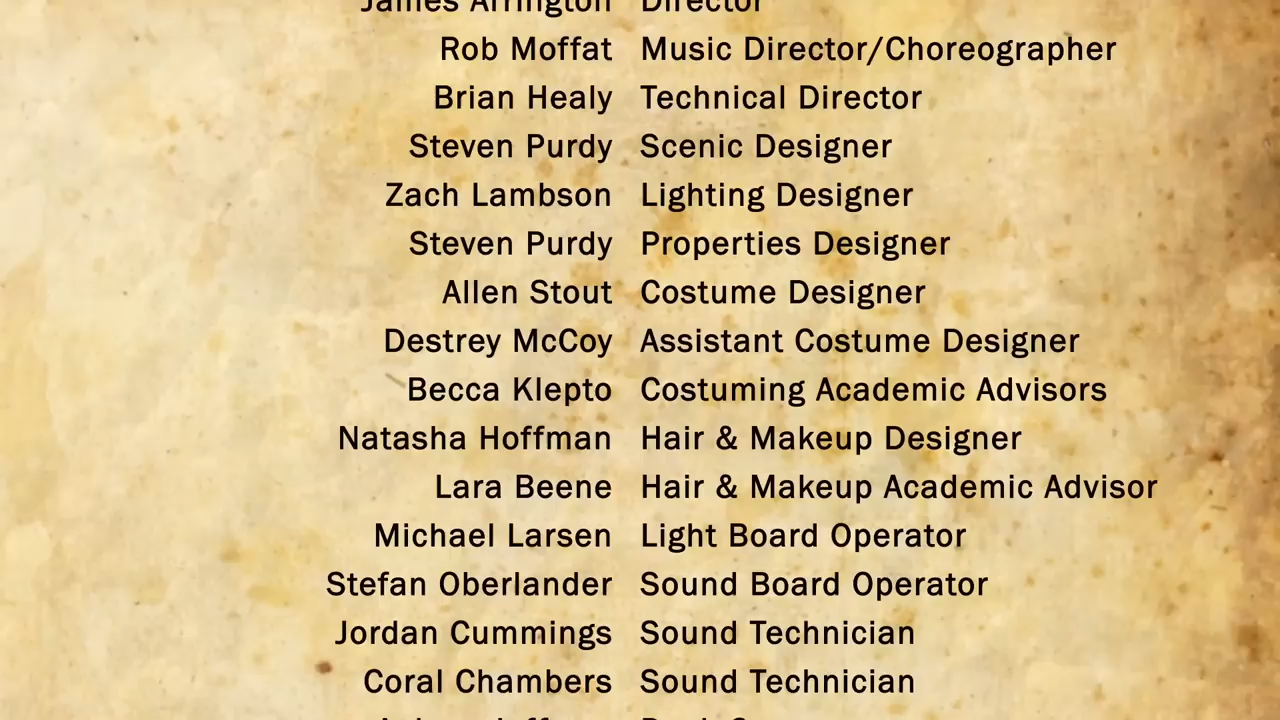 James Arrington Director
Rob Moffat Music Director/Choreographer
Brian Healy Technical Director
Steven Purdy Scenic Designer
Zach Lambson Lighting Designer
Steven Purdy Properties Designer
Allen Stout Costume Designer
Destrey McCoy Assistant Costume Designer
Becca Klepto Costuming Academic Advisors
Natasha Hoffman Hair & Makeup Designer
Lara Beene Hair & Makeup Academic Advisor
Michael Larsen Light Board Operator
Stefan Oberlander Sound Board Operator
Jordan Cummings Sound Technician
Coral Chambers Sound Technician